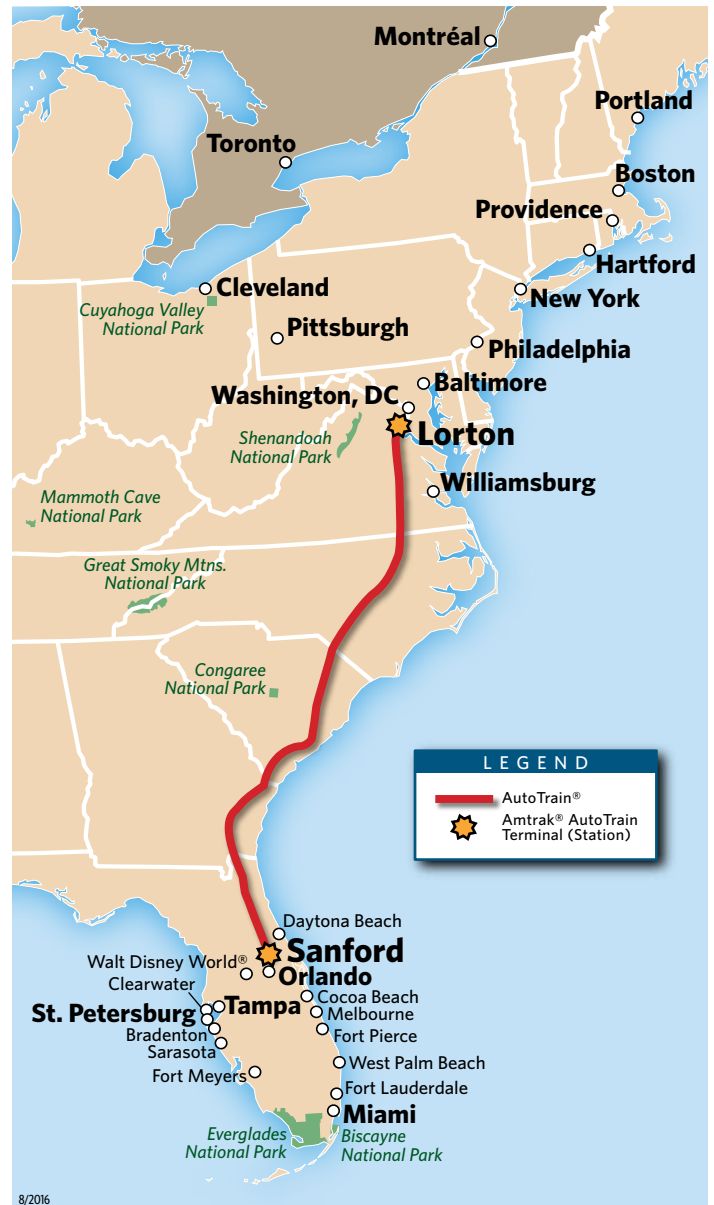 Montréal
Portland
Toronto
Boston
Providence
Hartford
Cleveland
New York
Cuyahoga Valley
National Park
Pittsburgh
Philadelphia
Baltimore
Washington, DC
Lorton
Shenandoah
National Park
Williamsburg
Mammoth Cave
National Park
Great Smoky Mtns.
National Park
Congaree
National Park
LEGEND
AutoTrain®
Amtrak® AutoTrain
Terminal (Station)
Daytona Beach
Sanford
Walt Disney World®
Orlando
Clearwater
Cocoa Beach
Tampa
St. Petersburg
Melbourne
Bradenton
Fort Pierce
Sarasota
West Palm Beach
Fort Meyers
Fort Lauderdale
Miami
Everglades
National Park
Biscayne
National Park
8/2016